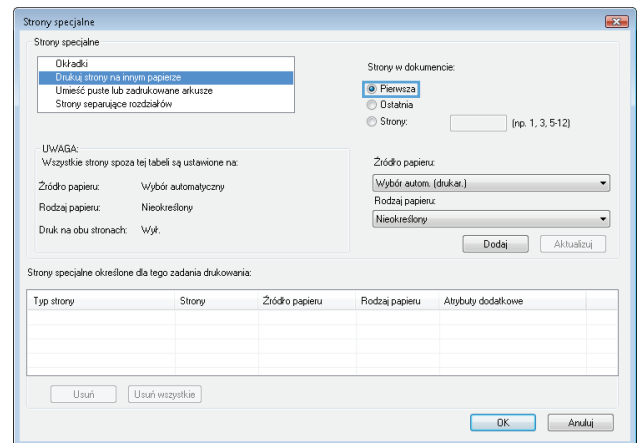 Strony specjalne
Strony specjalne
Okładki
Drukuj strony na innym papierze
Umieść puste lub zadrukowane arkusze
Strony separujące rozdziałów
Strony w dokumencie:
Pierwsza
Ostatnia
Strony: (np. 1, 3, 5-12)
UWAGA:
Wszystkie strony spoza tej tabeli są ustawione na:
Źródło papieru: Wybór automatyczny
Rodzaj papieru: Nieokreślony
Druk na obu stronach: Wył.
Źródło papieru:
Wybór autom. (drukar.)
Rodzaj papieru:
Nieokreślony
Dodaj Aktualizuj
Strony specjalne określone dla tego zadania drukowania:
Typ strony Strony Źródło papieru Rodzaj papieru Atrybuty dodatkowe
Usuń Usuń wszystkie
OK Anuluj